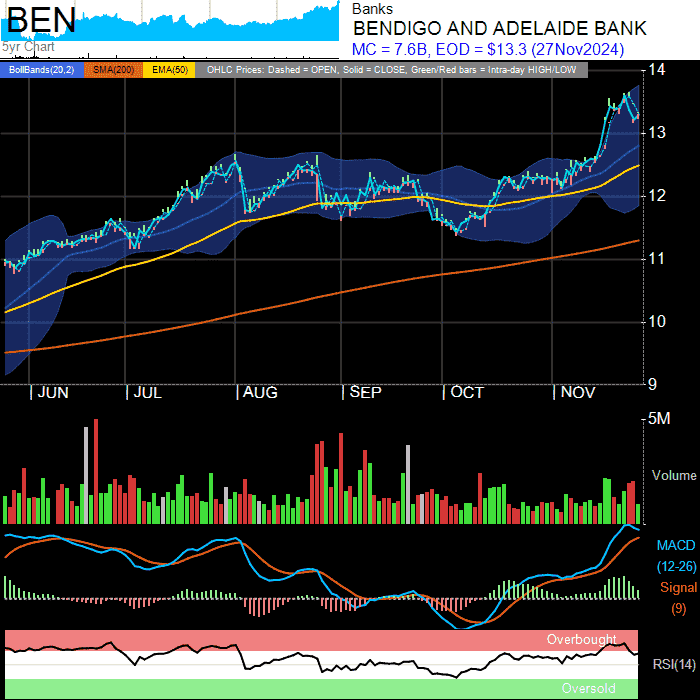 BEN
5yr Chart
Banks
BENDIGO AND ADELAIDE BANK
MC = 7.6B, EOD = $13.3 (27Nov2024)
BollBands(20,2) SMA(200) EMA(50) OHLC Prices: Dashed = OPEN, Solid = CLOSE, Green/Red bars = Intra-day HIGH/LOW
14
13
12
11
10
9
JUN JUL AUG SEP OCT NOV
5M
Volume
MACD
(12-26)
Signal
(9)
Overbought
RSI(14)
Oversold